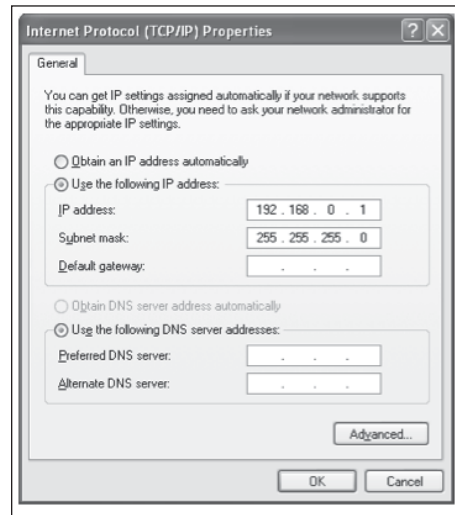 Internet Protocol (TCP/IP) Properties
General
You can get IP settings assigned automatically if your network supports
this capability. Otherwise, you need to ask your network administrator for
the appropriate IP settings.
Obtain an IP address automatically
Use the following IP address:
IP address: 192 . 168 . 0 . 1
Subnet mask: 255 . 255 . 255 . 0
Default gateway: . . .
Obtain DNS server address automatically
Use the following DNS server addresses:
Preferred DNS server: . . .
Alternate DNS server: . . .
Advanced...
OK Cancel